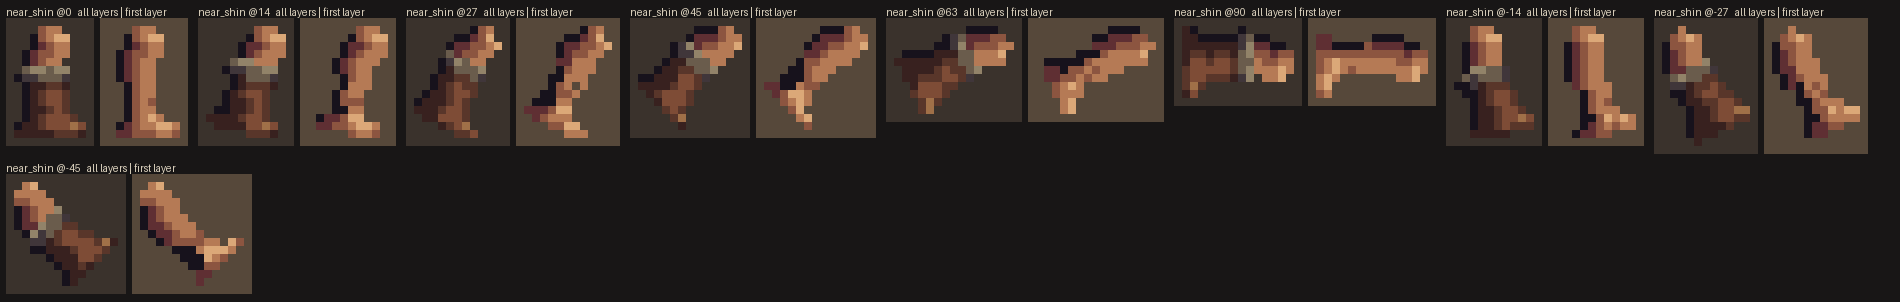 near_shin @0 all layers | first layer
near_shin @14 all layers | first layer
near_shin @27 all layers | first layer
near_shin @45 all layers | first layer
near_shin @63 all layers | first layer
near_shin @90 all layers | first layer
near_shin @-14 all layers | first layer
near_shin @-27 all layers | first layer
near_shin @-45 all layers | first layer